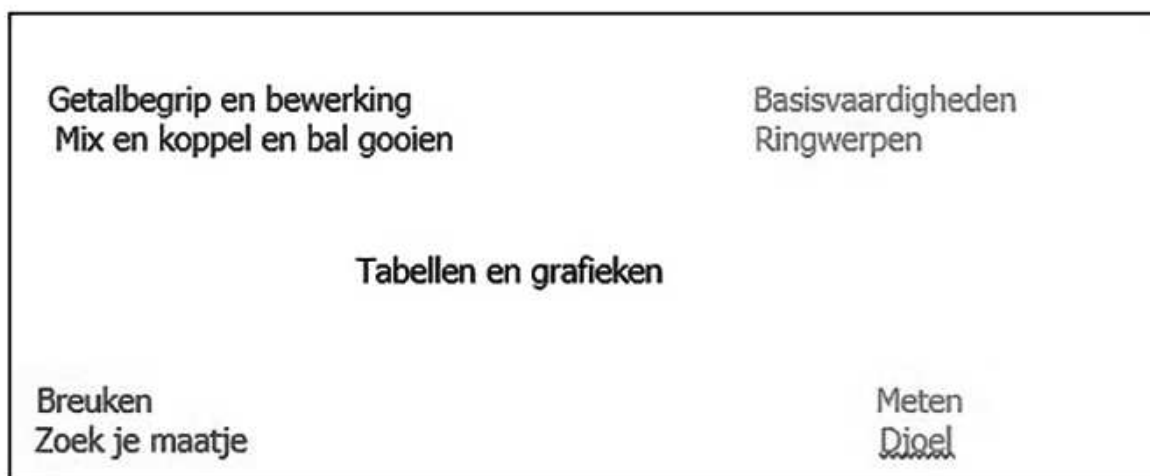 Getalbegrip en bewerking
Mix en koppel en bal gooien
Basisvaardigheden
Ringwerpen
Tabellen en grafieken
Breuken
Zoek je maatje
Meten
Djoel